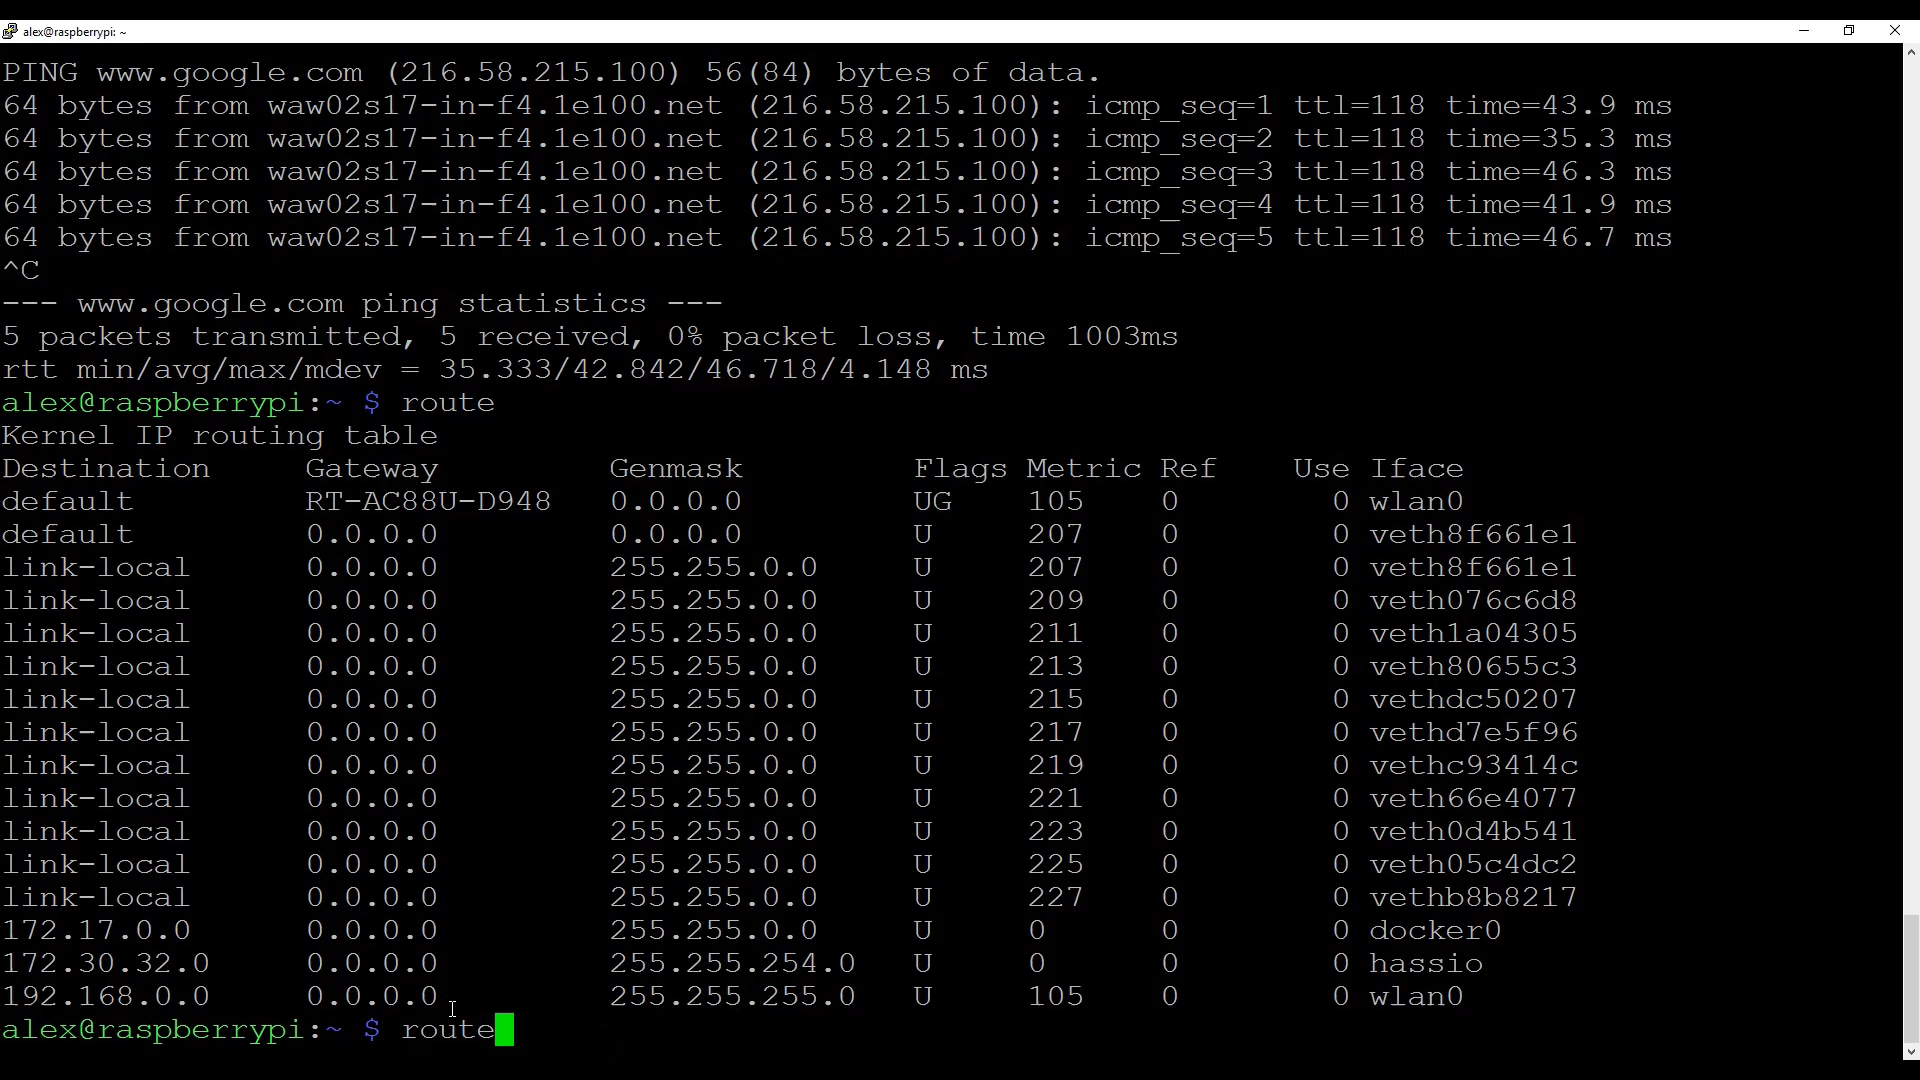 alex@raspberrypi: ~
PING www.google.com (216.58.215.100) 56(84) bytes of data.
64 bytes from waw02s17-in-f4.1e100.net (216.58.215.100): icmp_seq=1 ttl=118 time=43.9 ms
64 bytes from waw02s17-in-f4.1e100.net (216.58.215.100): icmp_seq=2 ttl=118 time=35.3 ms
64 bytes from waw02s17-in-f4.1e100.net (216.58.215.100): icmp_seq=3 ttl=118 time=46.3 ms
64 bytes from waw02s17-in-f4.1e100.net (216.58.215.100): icmp_seq=4 ttl=118 time=41.9 ms
64 bytes from waw02s17-in-f4.1e100.net (216.58.215.100): icmp_seq=5 ttl=118 time=46.7 ms
^C
--- www.google.com ping statistics ---
5 packets transmitted, 5 received, 0% packet loss, time 1003ms
rtt min/avg/max/mdev = 35.333/42.842/46.718/4.148 ms
alex@raspberrypi:~ $ route
Kernel IP routing table
Destination     Gateway         Genmask         Flags Metric Ref    Use Iface
default         RT-AC88U-D948   0.0.0.0         UG    105    0        0 wlan0
default         0.0.0.0         0.0.0.0         U     207    0        0 veth8f661e1
link-local      0.0.0.0         255.255.0.0     U     207    0        0 veth8f661e1
link-local      0.0.0.0         255.255.0.0     U     209    0        0 veth076c6d8
link-local      0.0.0.0         255.255.0.0     U     211    0        0 veth1a04305
link-local      0.0.0.0         255.255.0.0     U     213    0        0 veth80655c3
link-local      0.0.0.0         255.255.0.0     U     215    0        0 vethdc50207
link-local      0.0.0.0         255.255.0.0     U     217    0        0 vethd7e5f96
link-local      0.0.0.0         255.255.0.0     U     219    0        0 vethc93414c
link-local      0.0.0.0         255.255.0.0     U     221    0        0 veth66e4077
link-local      0.0.0.0         255.255.0.0     U     223    0        0 veth0d4b541
link-local      0.0.0.0         255.255.0.0     U     225    0        0 veth05c4dc2
link-local      0.0.0.0         255.255.0.0     U     227    0        0 vethb8b8217
172.17.0.0      0.0.0.0         255.255.0.0     U     0      0        0 docker0
172.30.32.0     0.0.0.0         255.255.254.0   U     0      0        0 hassio
192.168.0.0     0.0.0.0         255.255.255.0   U     105    0        0 wlan0
alex@raspberrypi:~ $ route